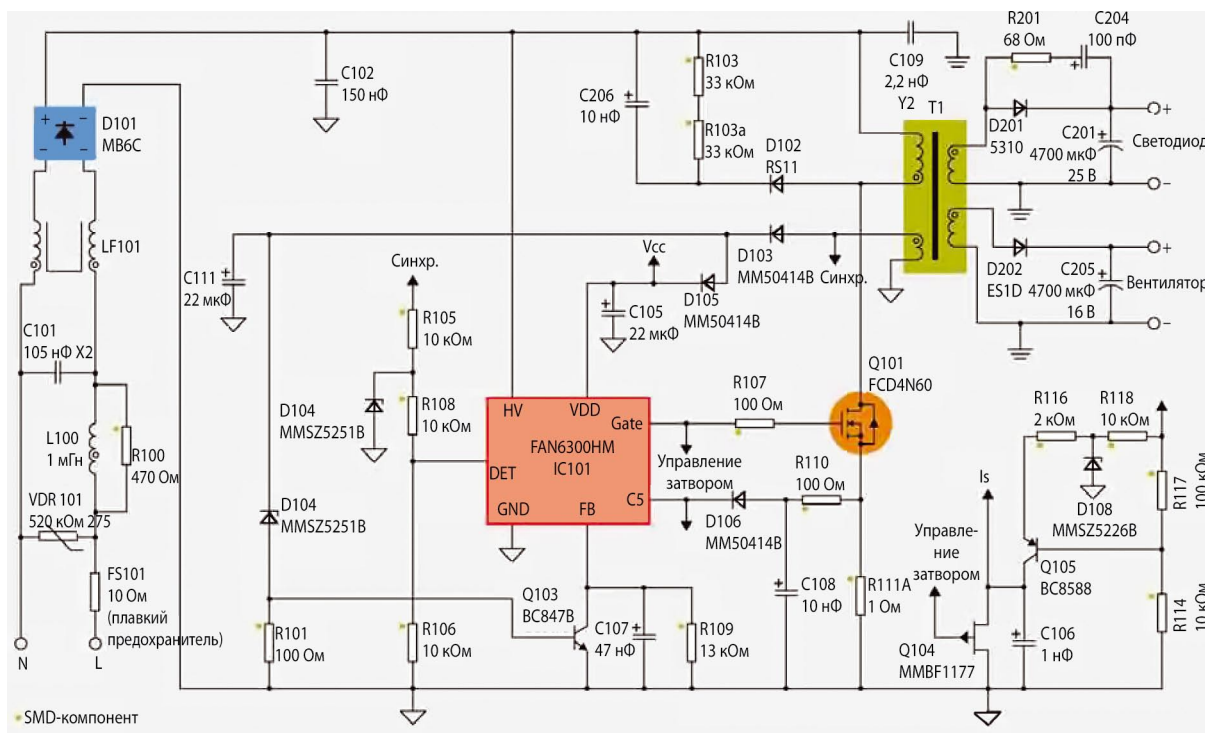 R201
68 Ом
C204
100 пФ
C102
150 нФ
R103
33 кОм
C206
10 нФ
R103a
33 кОм
C109
2,2 нФ
Y2
T1
D101
MB6C
+
−
−
−
D102
RS11
D201
5310
C201
4700 мкФ
25 В
+
Светодиод
−
LF101
C111
22 мкФ
Синхр.
Vcc
D103
MM50414B
Синхр.
D202
ES1D
C205
4700 мкФ
16 В
+
Вентилятор
−
D105
MM50414B
C105
22 мкФ
R105
10 кОм
C101
105 нФ X2
Q101
FCD4N60
R107
100 Ом
D104
MMSZ5251B
R108
10 кОм
HV
VDD
Gate
FAN6300HM
IC101
DET
C5
GND
FB
R116
2 кОм
R118
10 кОм
L100
1 мГн
R100
470 Ом
Управление
затвором
R110
100 Ом
Is
R117
100 кОм
VDR 101
520 кОм 275
D104
MMSZ5251B
D106
MM50414B
D108
MMSZ5226B
Управле-
ние
затвором
Q105
BC8588
FS101
10 Ом
(плавкий
предохранитель)
Q103
BC847B
C108
10 нФ
R111A
1 Ом
R114
10 кОм
R101
100 Ом
R106
10 кОм
C107
47 нФ
R109
13 кОм
Q104
MMBF1177
C106
1 нФ
N
L
SMD-компонент